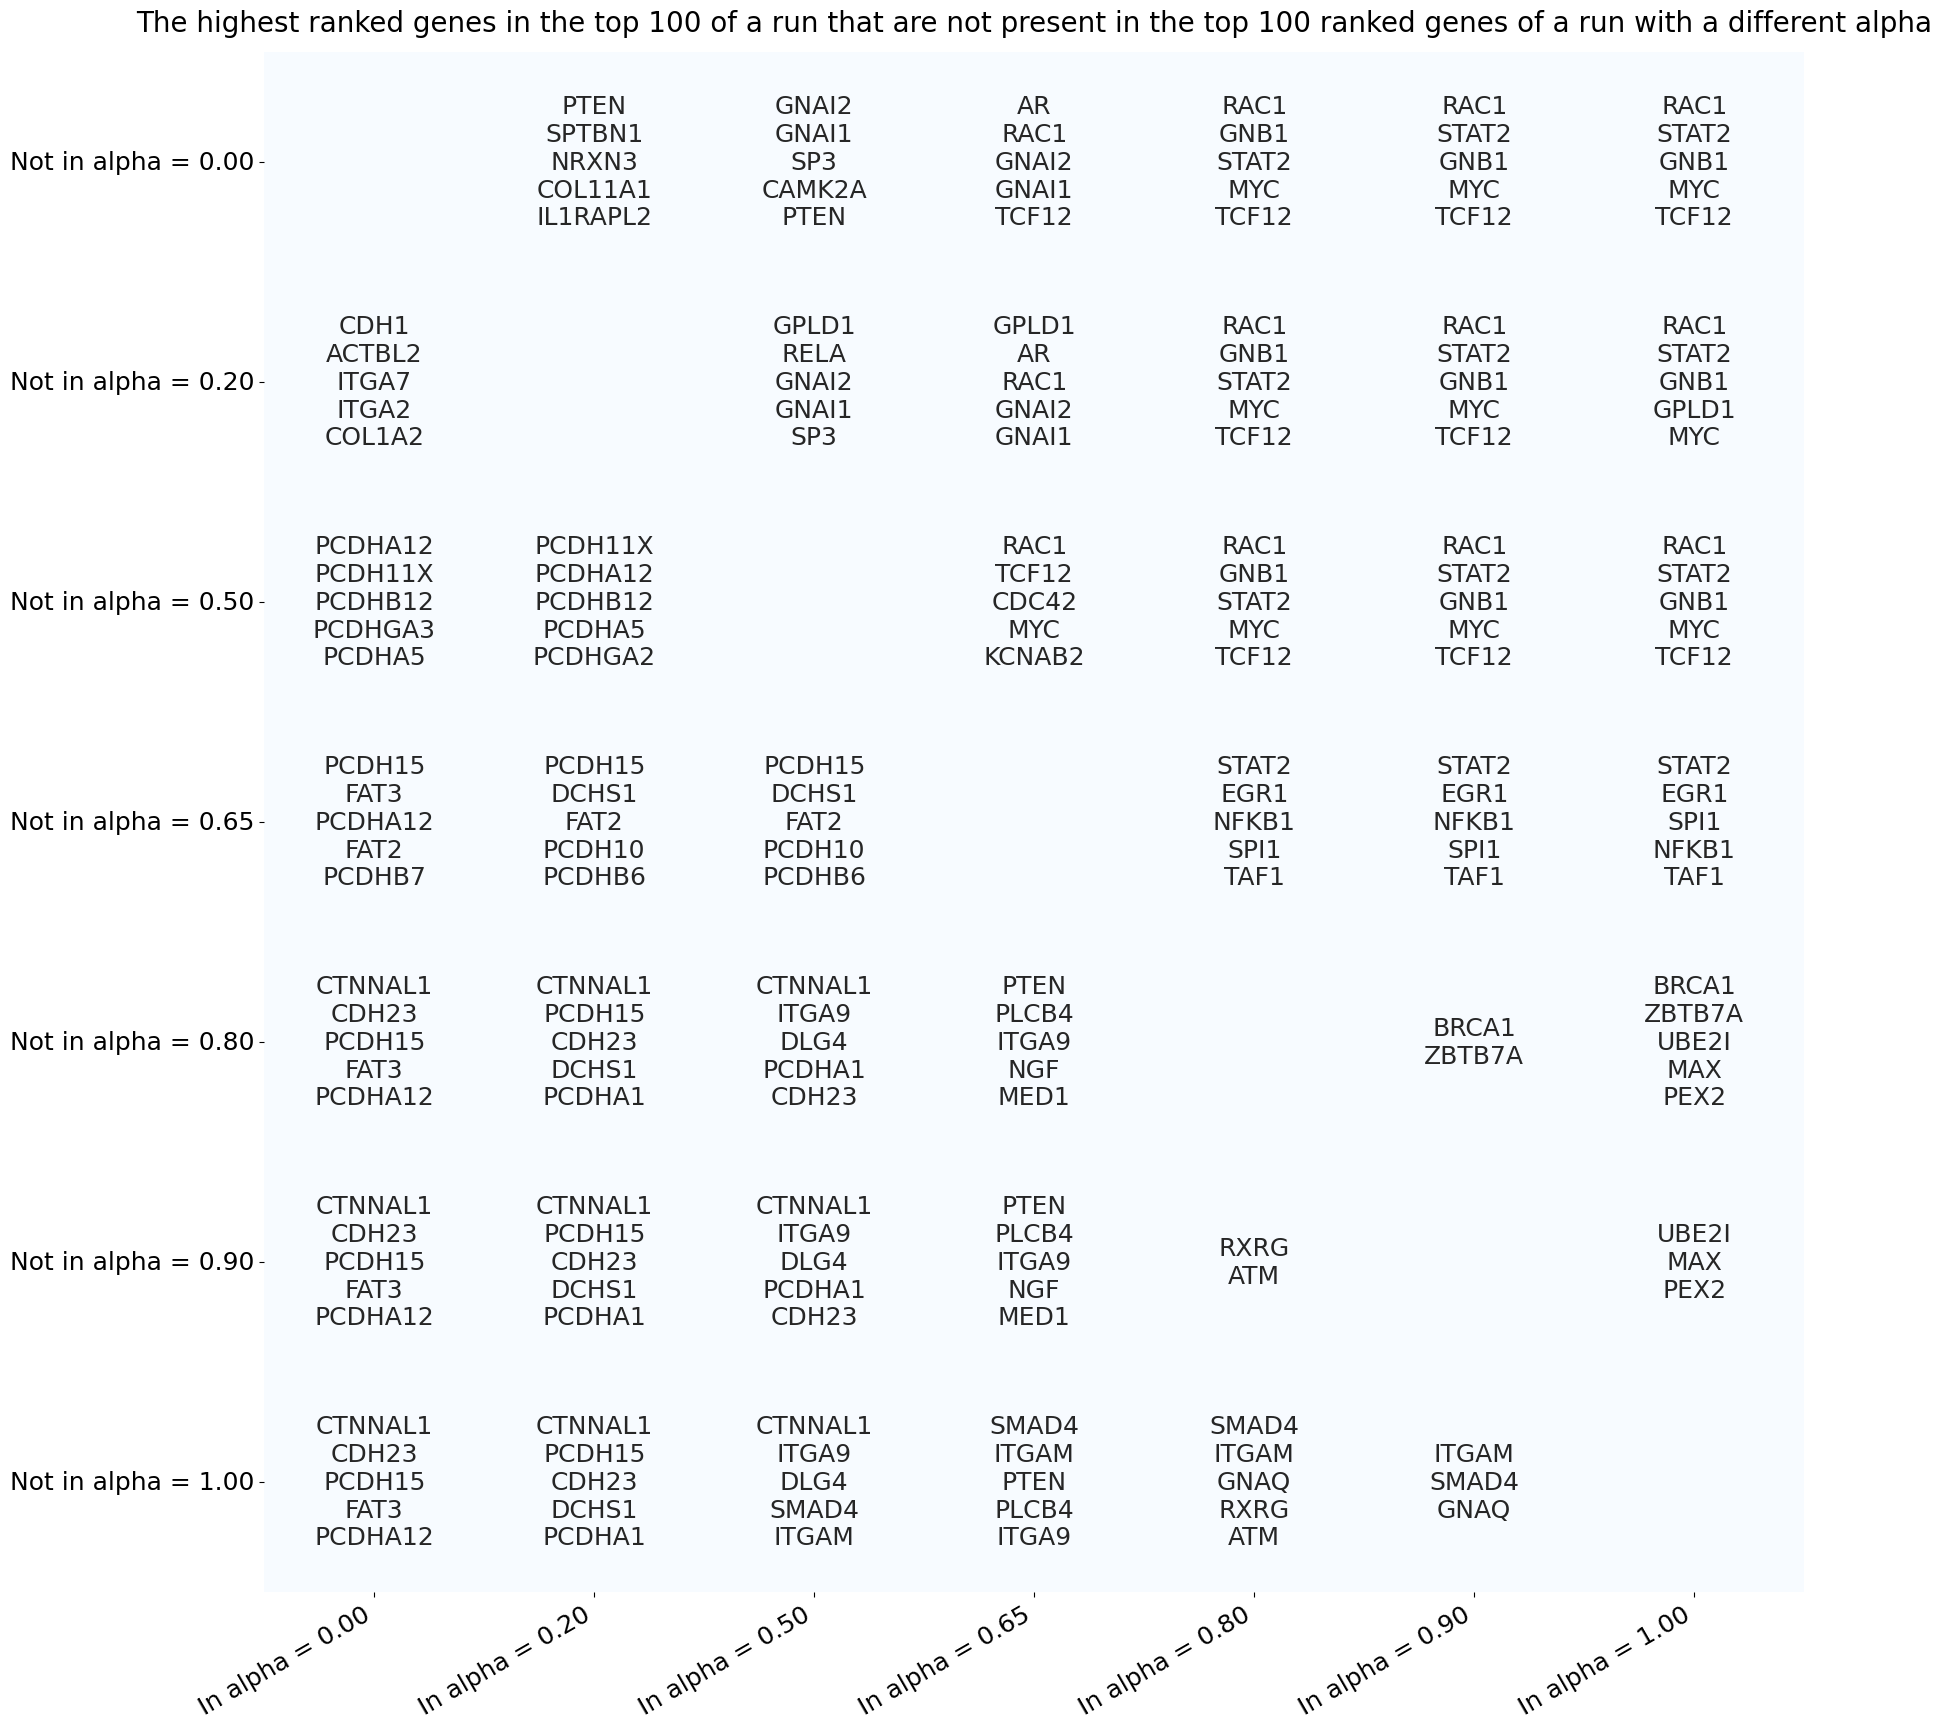 The highest ranked genes in the top 100 of a run that are not present in the top 100 ranked genes of a run with a different alpha
Not in alpha = 0.00
PTEN
SPTBN1
NRXN3
COL11A1
IL1RAPL2
GNAI2
GNAI1
SP3
CAMK2A
PTEN
AR
RAC1
GNAI2
GNAI1
TCF12
RAC1
GNB1
STAT2
MYC
TCF12
RAC1
STAT2
GNB1
MYC
TCF12
RAC1
STAT2
GNB1
MYC
TCF12
Not in alpha = 0.20
CDH1
ACTBL2
ITGA7
ITGA2
COL1A2
GPLD1
RELA
GNAI2
GNAI1
SP3
GPLD1
AR
RAC1
GNAI2
GNAI1
RAC1
GNB1
STAT2
MYC
TCF12
RAC1
STAT2
GNB1
MYC
TCF12
RAC1
STAT2
GNB1
GPLD1
MYC
Not in alpha = 0.50
PCDHA12
PCDH11X
PCDHB12
PCDHGA3
PCDHA5
PCDH11X
PCDHA12
PCDHB12
PCDHA5
PCDHGA2
RAC1
TCF12
CDC42
MYC
KCNAB2
RAC1
GNB1
STAT2
MYC
TCF12
RAC1
STAT2
GNB1
MYC
TCF12
RAC1
STAT2
GNB1
MYC
TCF12
Not in alpha = 0.65
PCDH15
FAT3
PCDHA12
FAT2
PCDHB7
PCDH15
DCHS1
FAT2
PCDH10
PCDHB6
PCDH15
DCHS1
FAT2
PCDH10
PCDHB6
STAT2
EGR1
NFKB1
SPI1
TAF1
STAT2
EGR1
NFKB1
SPI1
TAF1
STAT2
EGR1
SPI1
NFKB1
TAF1
Not in alpha = 0.80
CTNNAL1
CDH23
PCDH15
FAT3
PCDHA12
CTNNAL1
PCDH15
CDH23
DCHS1
PCDHA1
CTNNAL1
ITGA9
DLG4
PCDHA1
CDH23
PTEN
PLCB4
ITGA9
NGF
MED1
BRCA1
ZBTB7A
BRCA1
ZBTB7A
UBE2I
MAX
PEX2
Not in alpha = 0.90
CTNNAL1
CDH23
PCDH15
FAT3
PCDHA12
CTNNAL1
PCDH15
CDH23
DCHS1
PCDHA1
CTNNAL1
ITGA9
DLG4
PCDHA1
CDH23
PTEN
PLCB4
ITGA9
NGF
MED1
RXRG
ATM
UBE2I
MAX
PEX2
Not in alpha = 1.00
CTNNAL1
CDH23
PCDH15
FAT3
PCDHA12
CTNNAL1
PCDH15
CDH23
DCHS1
PCDHA1
CTNNAL1
ITGA9
DLG4
SMAD4
ITGAM
SMAD4
ITGAM
PTEN
PLCB4
ITGA9
SMAD4
ITGAM
GNAQ
RXRG
ATM
ITGAM
SMAD4
GNAQ
In alpha = 0.00
In alpha = 0.20
In alpha = 0.50
In alpha = 0.65
In alpha = 0.80
In alpha = 0.90
In alpha = 1.00